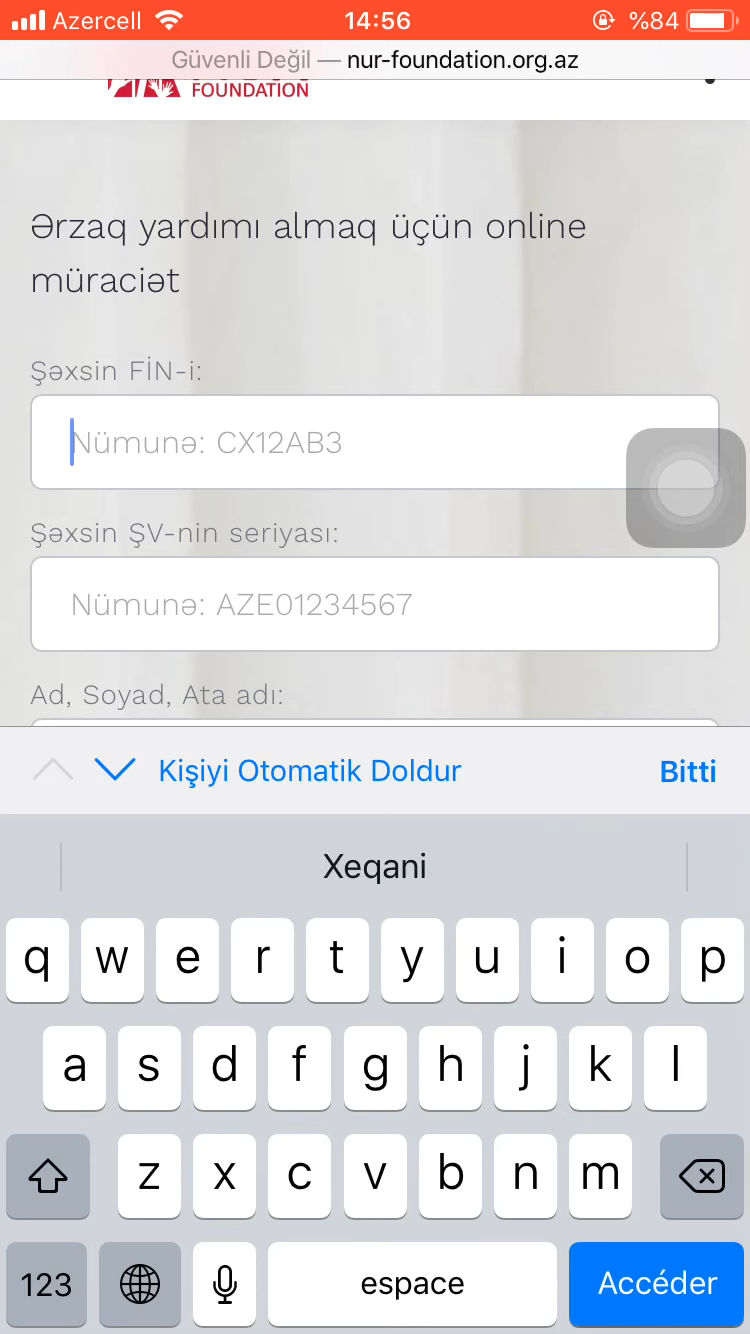 Azercell 14:56 %84
Güvenli Değil — nur-foundation.org.az
FOUNDATION
Ərzaq yardımı almaq üçün online
müraciət
Şəxsin FİN-i:
Nümunə: CX12AB3
Şəxsin ŞV-nin seriyası:
Nümunə: AZE01234567
Ad, Soyad, Ata adı:
Kişiyi Otomatik Doldur Bitti
Xeqani
q w e r t y u i o p
a s d f g h j k l
z x c v b n m
123 espace Accéder